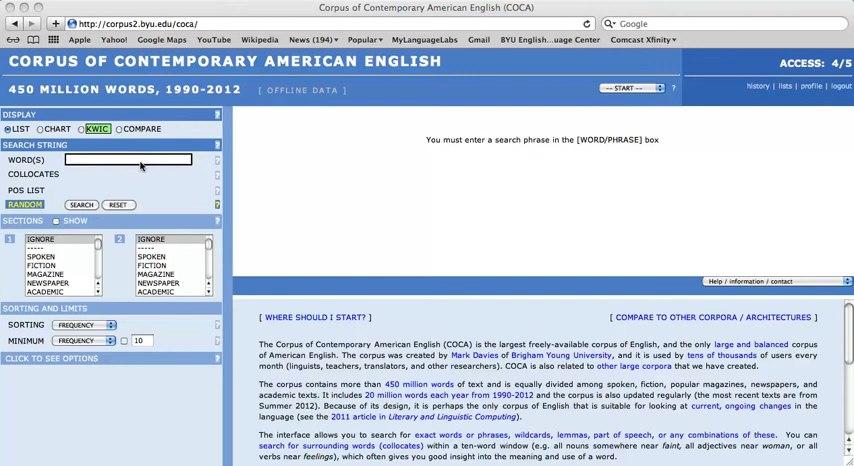 Corpus of Contemporary American English (COCA)
http://corpus2.byu.edu/coca/
Google
Apple Yahoo! Google Maps YouTube Wikipedia News (194) Popular MyLanguageLabs Gmail BYU English...uage Center Comcast Xfinity
CORPUS OF CONTEMPORARY AMERICAN ENGLISH
ACCESS: 4/5
450 MILLION WORDS, 1990-2012 [ OFFLINE DATA ]
-- START -- ?
history | lists | profile | logout
DISPLAY ?
LIST CHART KWIC COMPARE
SEARCH STRING ?
WORD(S) ?
COLLOCATES ?
POS LIST ?
RANDOM SEARCH RESET ?
SECTIONS SHOW ?
1 IGNORE 2 IGNORE
----- -----
SPOKEN SPOKEN
FICTION FICTION
MAGAZINE MAGAZINE
NEWSPAPER NEWSPAPER
ACADEMIC ACADEMIC
SORTING AND LIMITS
SORTING FREQUENCY ?
MINIMUM FREQUENCY 10 ?
CLICK TO SEE OPTIONS ?
You must enter a search phrase in the [WORD/PHRASE] box
Help / information / contact
[ WHERE SHOULD I START? ] [ COMPARE TO OTHER CORPORA / ARCHITECTURES ]
The Corpus of Contemporary American English (COCA) is the largest freely-available corpus of English, and the only large and balanced corpus
of American English. The corpus was created by Mark Davies of Brigham Young University, and it is used by tens of thousands of users every
month (linguists, teachers, translators, and other researchers). COCA is also related to other large corpora that we have created.
The corpus contains more than 450 million words of text and is equally divided among spoken, fiction, popular magazines, newspapers, and
academic texts. It includes 20 million words each year from 1990-2012 and the corpus is also updated regularly (the most recent texts are from
Summer 2012). Because of its design, it is perhaps the only corpus of English that is suitable for looking at current, ongoing changes in the
language (see the 2011 article in Literary and Linguistic Computing).
The interface allows you to search for exact words or phrases, wildcards, lemmas, part of speech, or any combinations of these. You can
search for surrounding words (collocates) within a ten-word window (e.g. all nouns somewhere near faint, all adjectives near woman, or all
verbs near feelings), which often gives you good insight into the meaning and use of a word.